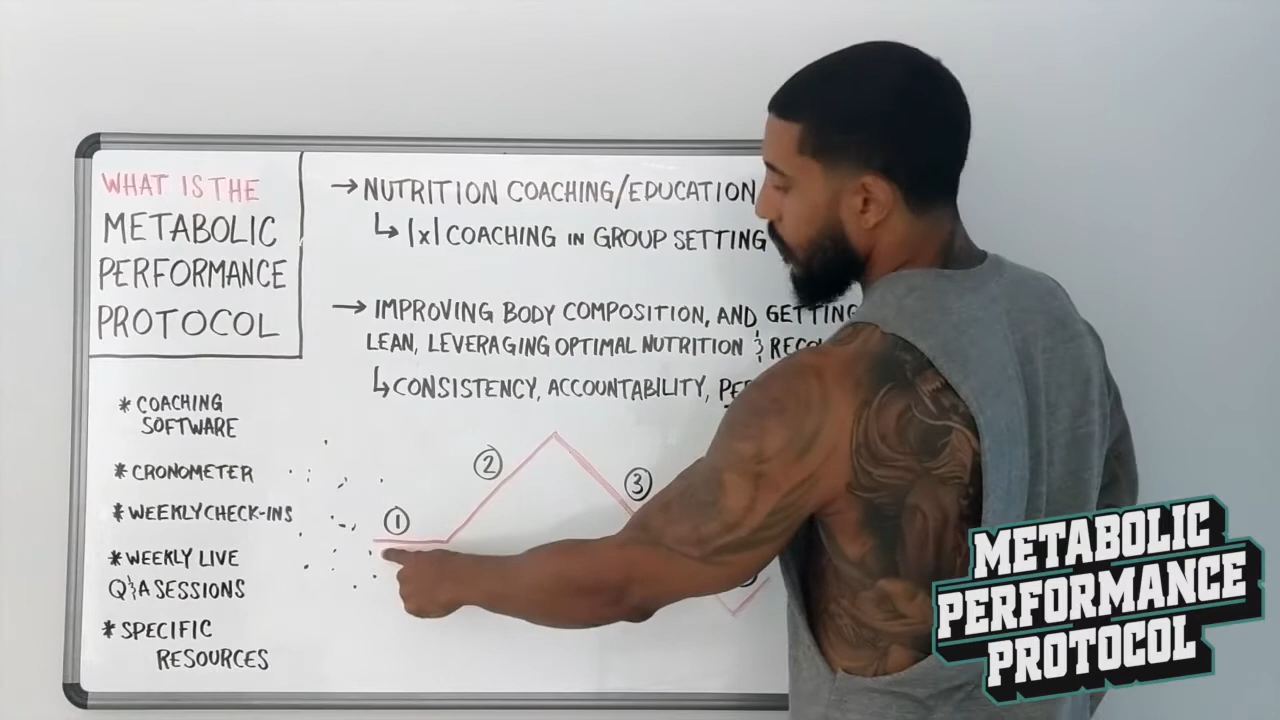 WHAT IS THE
METABOLIC
PERFORMANCE
PROTOCOL
→ NUTRITION COACHING/EDUCATION
↳ 1x1 COACHING IN GROUP SETTING
→ IMPROVING BODY COMPOSITION, AND GETTING
LEAN, LEVERAGING OPTIMAL NUTRITION &
↳ CONSISTENCY, ACCOUNTABILITY,
* COACHING
SOFTWARE
* CRONOMETER
* WEEKLY CHECK-INS
* WEEKLY LIVE
Q&A SESSIONS
* SPECIFIC
RESOURCES
①
②
③
METABOLIC
PERFORMANCE
PROTOCOL